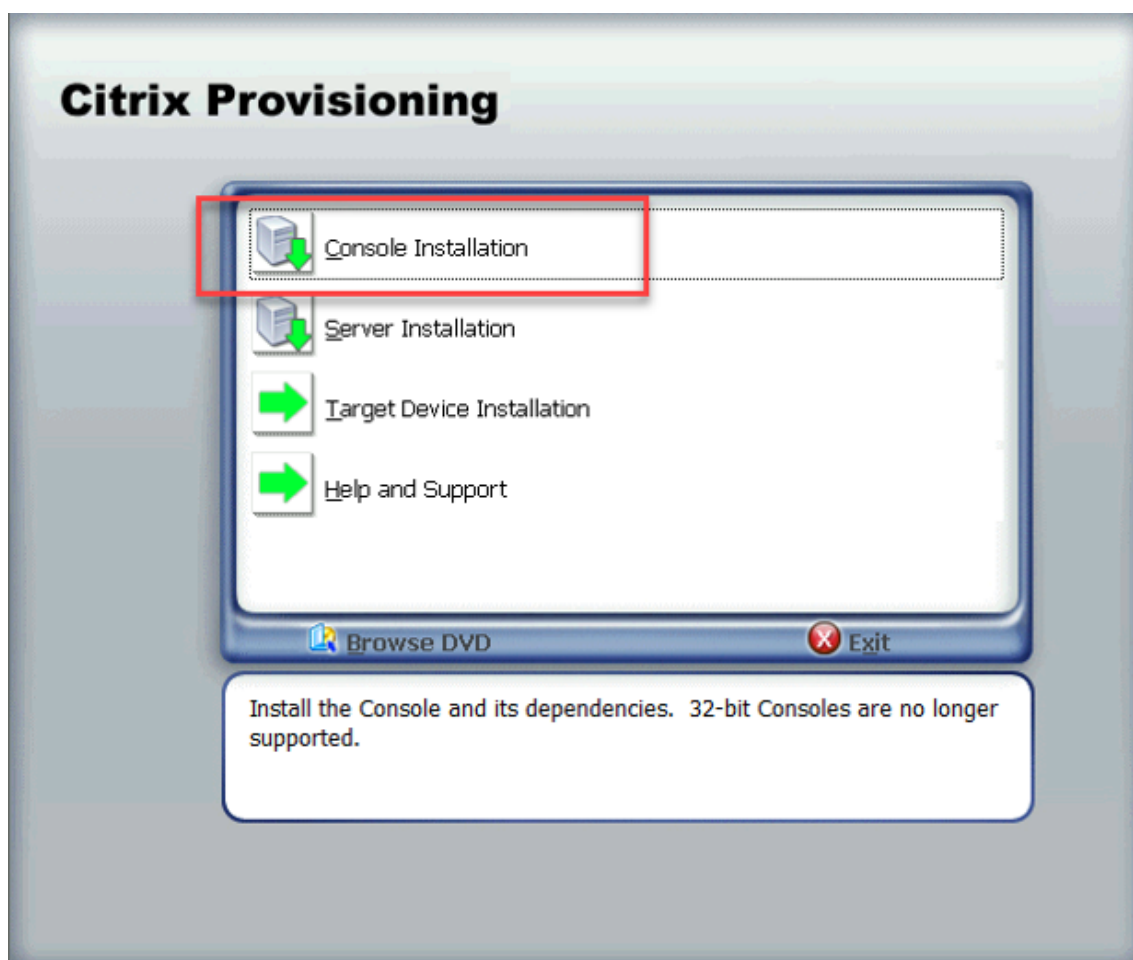 Citrix Provisioning
Console Installation
Server Installation
Target Device Installation
Help and Support
Browse DVD
Exit
Install the Console and its dependencies.  32-bit Consoles are no longer
supported.